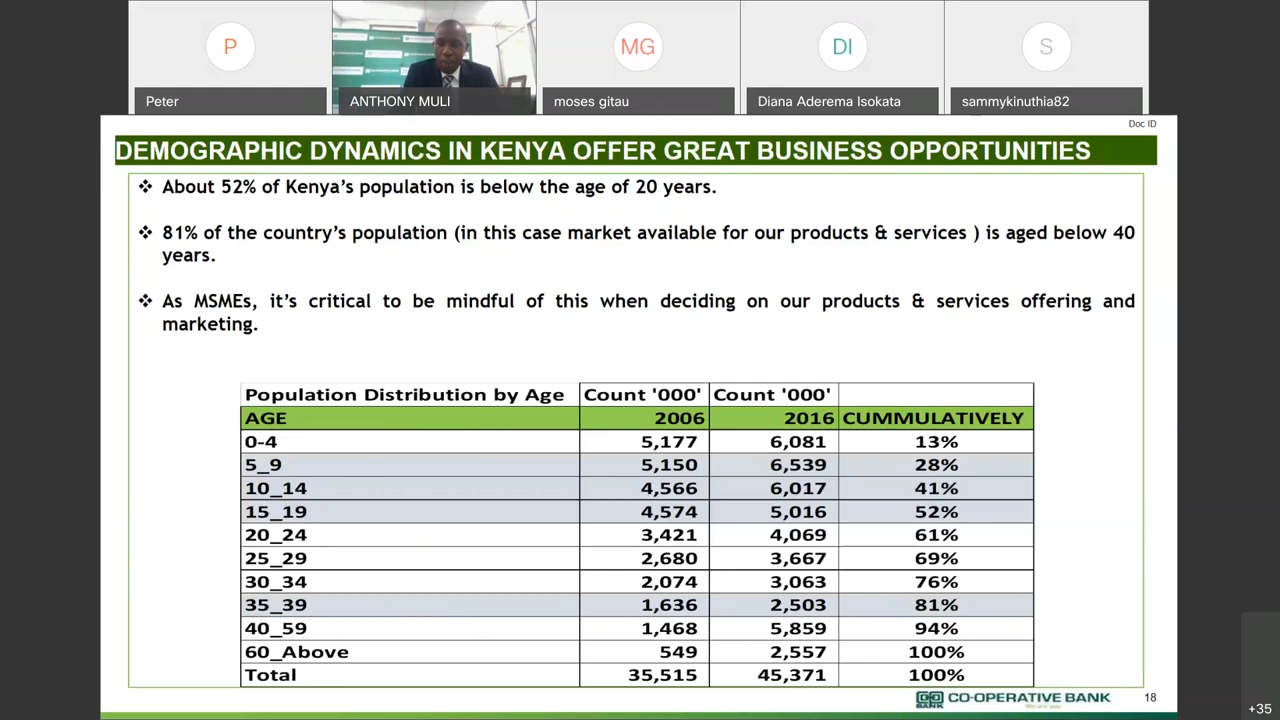 P
MG
DI
S
Peter
ANTHONY MULI
moses gitau
Diana Aderema Isokata
sammykinuthia82
Doc ID
DEMOGRAPHIC DYNAMICS IN KENYA OFFER GREAT BUSINESS OPPORTUNITIES
❖ About 52% of Kenya's population is below the age of 20 years.
❖ 81% of the country's population (in this case market available for our products & services ) is aged below 40
years.
❖ As MSMEs, it's critical to be mindful of this when deciding on our products & services offering and
marketing.
Population Distribution by Age Count '000' Count '000'
AGE 2006 2016 CUMMULATIVELY
0-4 5,177 6,081 13%
5_9 5,150 6,539 28%
10_14 4,566 6,017 41%
15_19 4,574 5,016 52%
20_24 3,421 4,069 61%
25_29 2,680 3,667 69%
30_34 2,074 3,063 76%
35_39 1,636 2,503 81%
40_59 1,468 5,859 94%
60_Above 549 2,557 100%
Total 35,515 45,371 100%
BANK CO-OPERATIVE BANK
We are you
18
+35